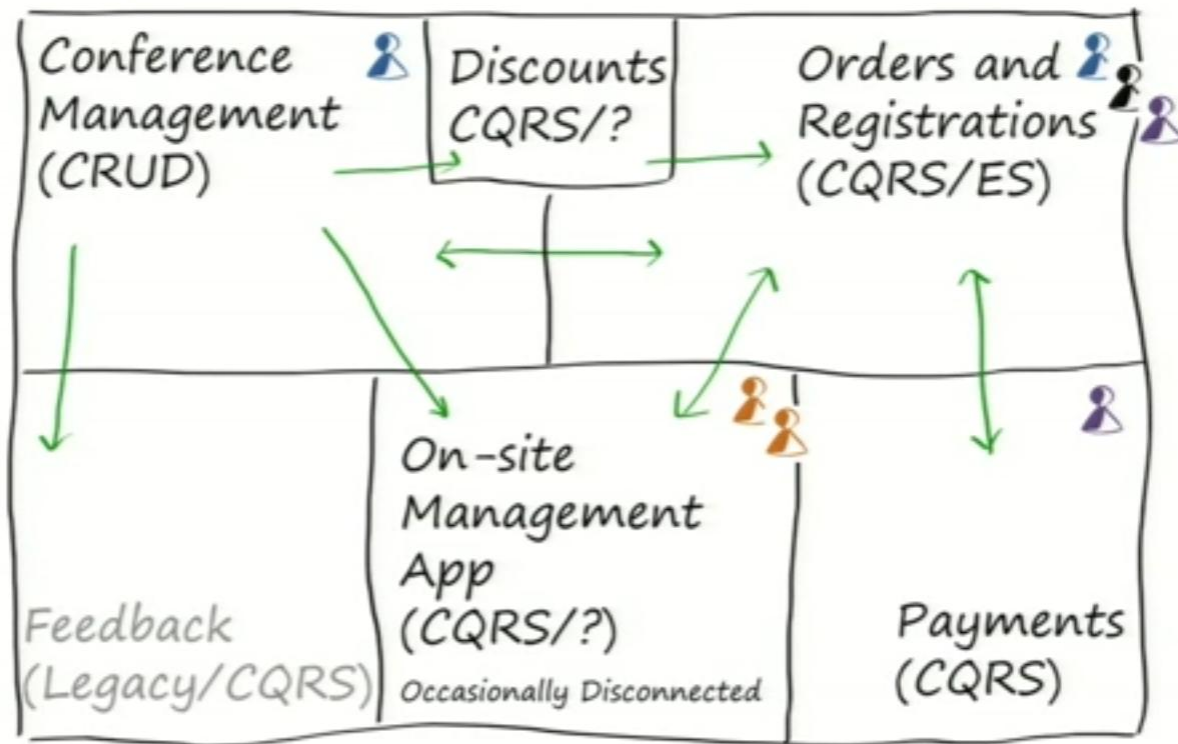 Conference
Management
(CRUD)
Discounts
CQRS/?
Orders and
Registrations
(CQRS/ES)
Feedback
(Legacy/CQRS)
On-site
Management
App
(CQRS/?)
Occasionally Disconnected
Payments
(CQRS)